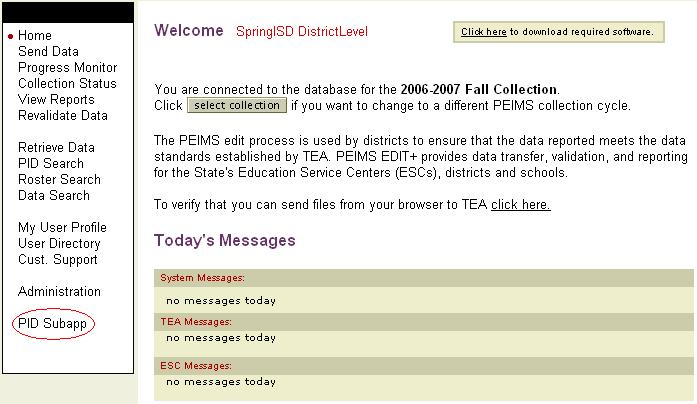 Home
Send Data
Progress Monitor
Collection Status
View Reports
Revalidate Data
Retrieve Data
PID Search
Roster Search
Data Search
My User Profile
User Directory
Cust. Support
Administration
PID Subapp
Welcome SpringISD DistrictLevel
Click here to download required software.
You are connected to the database for the 2006-2007 Fall Collection.
Click select collection if you want to change to a different PEIMS collection cycle.
The PEIMS edit process is used by districts to ensure that the data reported meets the data
standards established by TEA. PEIMS EDIT+ provides data transfer, validation, and reporting
for the State's Education Service Centers (ESCs), districts and schools.
To verify that you can send files from your browser to TEA click here.
Today's Messages
System Messages:
no messages today
TEA Messages:
no messages today
ESC Messages:
no messages today